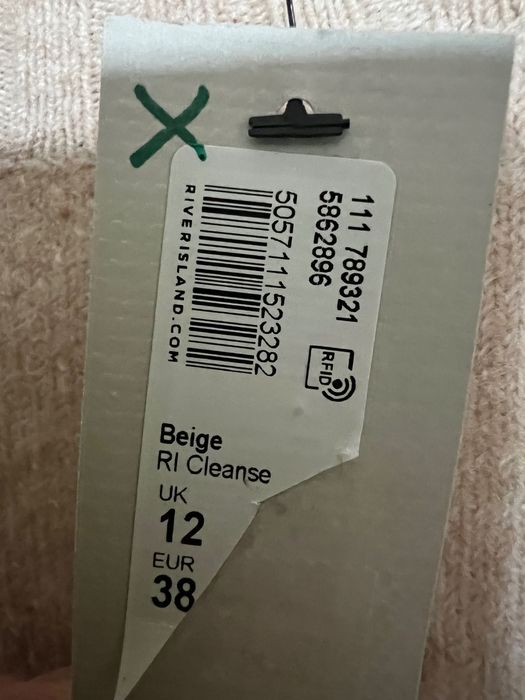 111 789321
5862896
RFID
5057111523282
RIVERISLAND.COM
Beige
RI Cleanse
UK
12
EUR
38